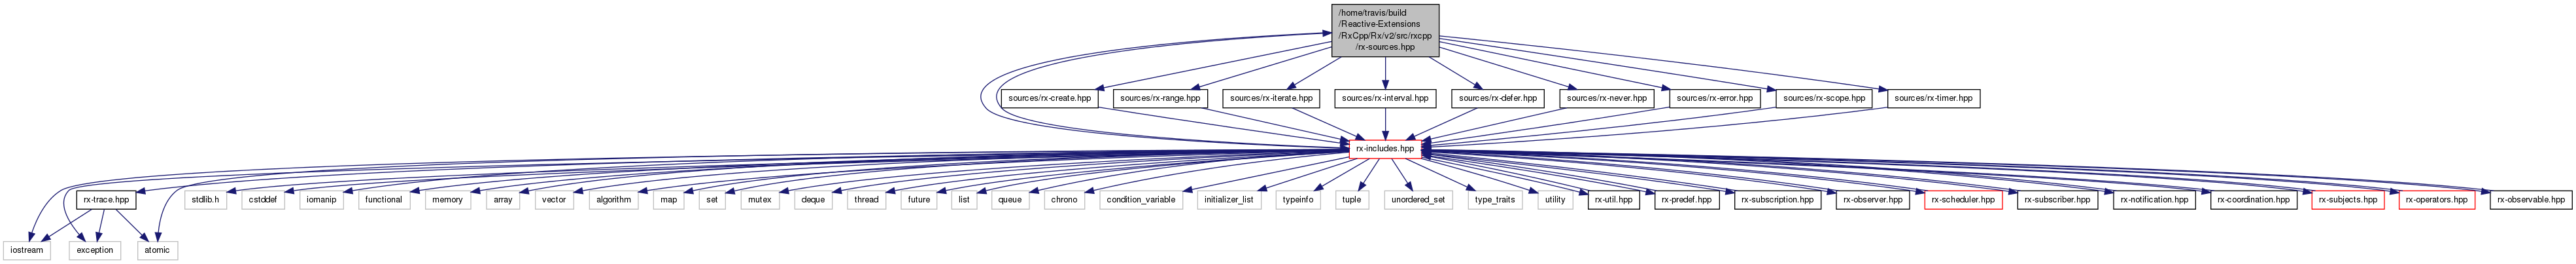 /home/travis/build
/Reactive-Extensions
/RxCpp/Rx/v2/src/rxcpp
/rx-sources.hpp
sources/rx-create.hpp
sources/rx-range.hpp
sources/rx-iterate.hpp
sources/rx-interval.hpp
sources/rx-defer.hpp
sources/rx-never.hpp
sources/rx-error.hpp
sources/rx-scope.hpp
sources/rx-timer.hpp
rx-includes.hpp
rx-trace.hpp
stdlib.h
cstddef
iomanip
functional
memory
array
vector
algorithm
map
set
mutex
deque
thread
future
list
queue
chrono
condition_variable
initializer_list
typeinfo
tuple
unordered_set
type_traits
utility
rx-util.hpp
rx-predef.hpp
rx-subscription.hpp
rx-observer.hpp
rx-scheduler.hpp
rx-subscriber.hpp
rx-notification.hpp
rx-coordination.hpp
rx-subjects.hpp
rx-operators.hpp
rx-observable.hpp
iostream
exception
atomic